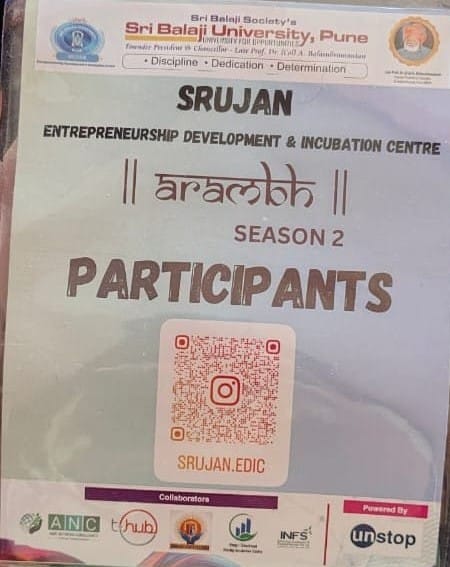 Sri Balaji Society's
Sri Balaji University, Pune
UNIVERSITY FOR OPPORTUNITIES
Founder President & Chancellor - Late Prof. Dr. (Col) A. Balasubramanian
• Discipline • Dedication • Determination
SRUJAN
ENTREPRENEURSHIP DEVELOPMENT & INCUBATION CENTRE
|| arambh ||
SEASON 2
PARTICIPANTS
SRUJAN.EDIC
Collaborators
Powered By
ANC
t-hub
INFS
unstop